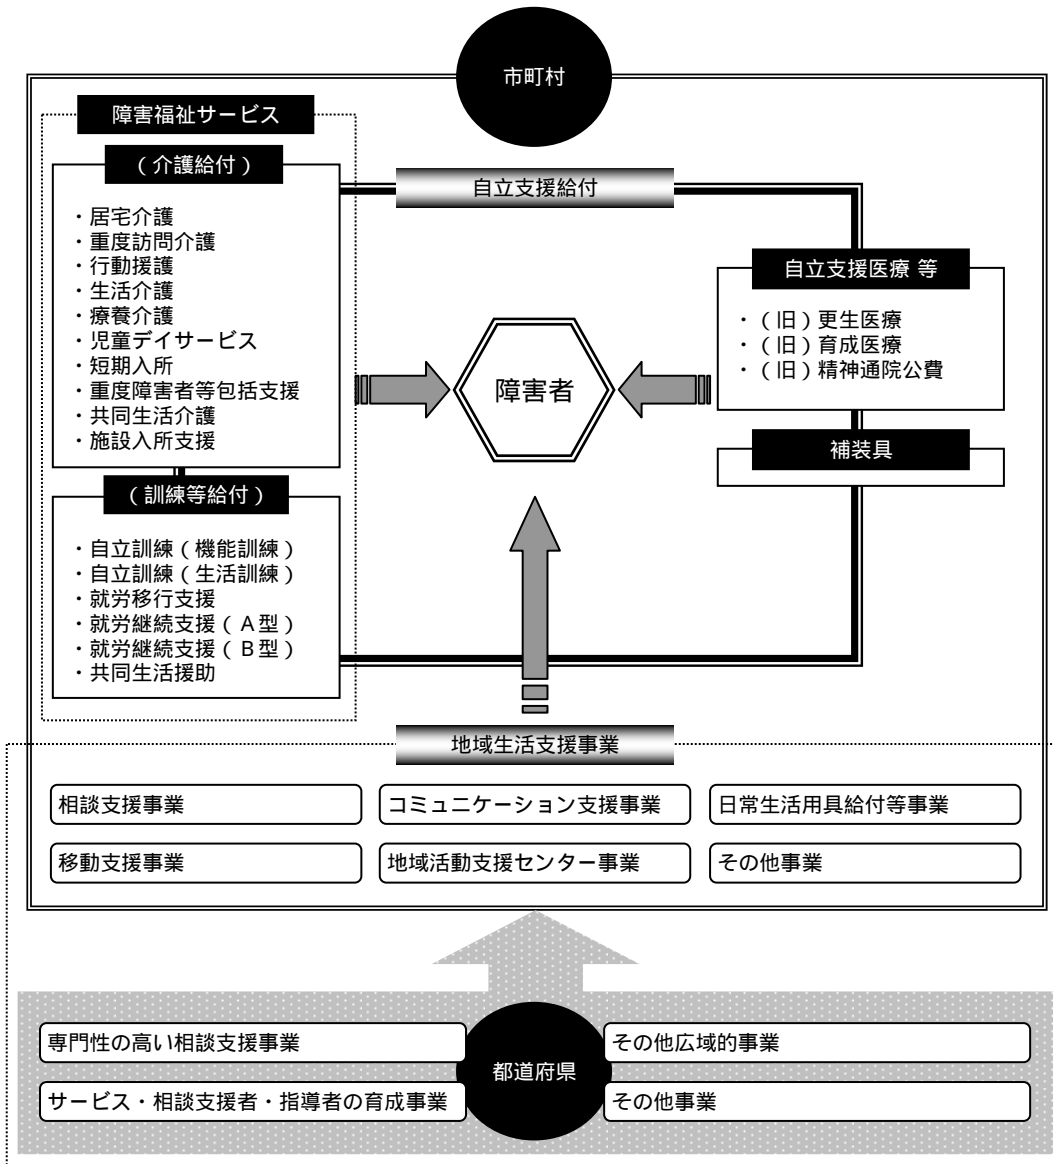 市町村
障害福祉サービス
（介護給付）
・居宅介護
・重度訪問介護
・行動援護
・生活介護
・療養介護
・児童デイサービス
・短期入所
・重度障害者等包括支援
・共同生活介護
・施設入所支援
（訓練等給付）
・自立訓練（機能訓練）
・自立訓練（生活訓練）
・就労移行支援
・就労継続支援（Ａ型）
・就労継続支援（Ｂ型）
・共同生活援助
自立支援給付
障害者
自立支援医療 等
・（旧）更生医療
・（旧）育成医療
・（旧）精神通院公費
補装具
地域生活支援事業
相談支援事業
コミュニケーション支援事業
日常生活用具給付等事業
移動支援事業
地域活動支援センター事業
その他事業
都道府県
専門性の高い相談支援事業
その他広域的事業
サービス・相談支援者・指導者の育成事業
その他事業